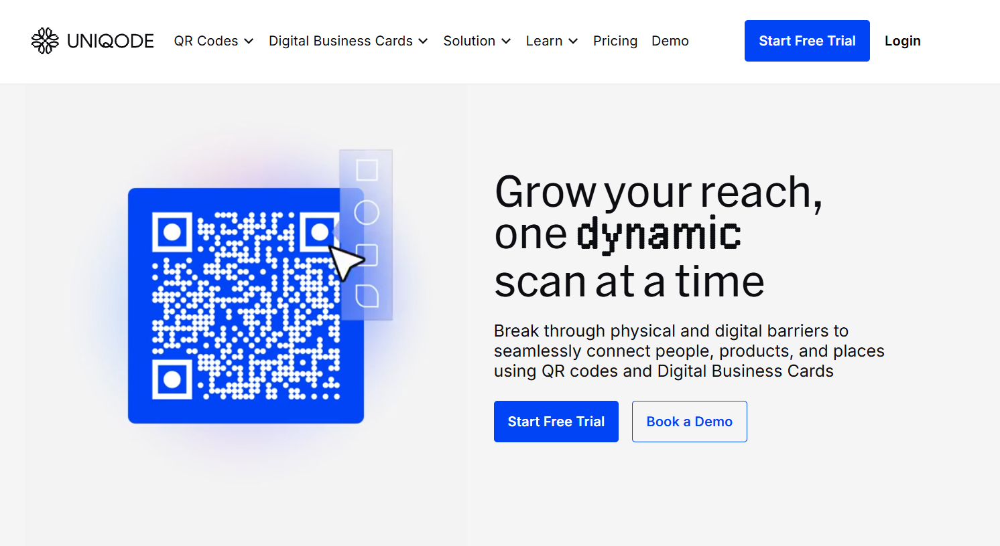 UNIQODE
QR Codes
Digital Business Cards
Solution
Learn
Pricing
Demo
Start Free Trial
Login
Grow your reach,
one dynamic
scan at a time
Break through physical and digital barriers to
seamlessly connect people, products, and places
using QR codes and Digital Business Cards
Start Free Trial
Book a Demo